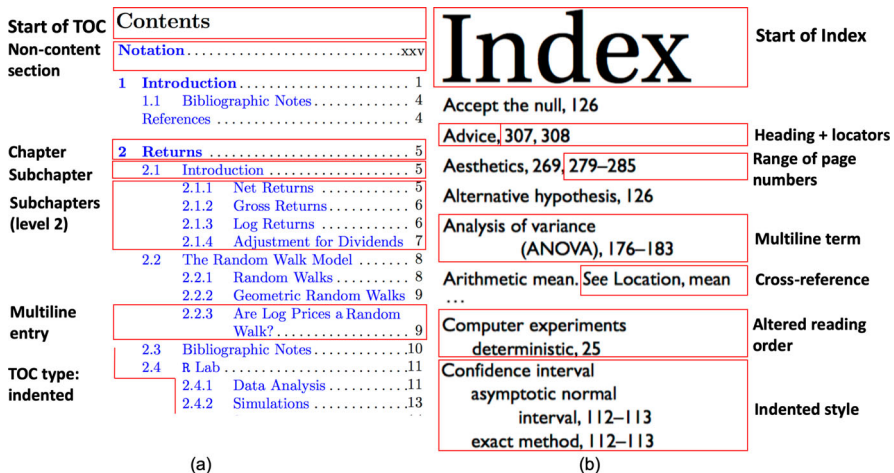 Start of TOC
Contents
Non-content
section
Notation..............................xxv
1 Introduction..............................1
1.1 Bibliographic Notes..............4
References..............................4
Chapter
2 Returns..............................5
Subchapter
2.1 Introduction..............................5
Subchapters
(level 2)
2.1.1 Net Returns..............5
2.1.2 Gross Returns..............6
2.1.3 Log Returns..............6
2.1.4 Adjustment for Dividends 7
2.2 The Random Walk Model.......8
2.2.1 Random Walks..............8
2.2.2 Geometric Random Walks 9
Multiline
entry
2.2.3 Are Log Prices a Random
Walk?..............................9
2.3 Bibliographic Notes..............10
TOC type:
indented
2.4 R Lab..............................11
2.4.1 Data Analysis..............11
2.4.2 Simulations..............13
(a)
Index
Start of Index
Accept the null, 126
Advice, 307, 308
Heading + locators
Aesthetics, 269, 279–285
Range of page
numbers
Alternative hypothesis, 126
Analysis of variance
(ANOVA), 176–183
Multiline term
Arithmetic mean. See Location, mean
Cross-reference
...
Computer experiments
deterministic, 25
Altered reading
order
Confidence interval
asymptotic normal
interval, 112–113
exact method, 112–113
Indented style
(b)